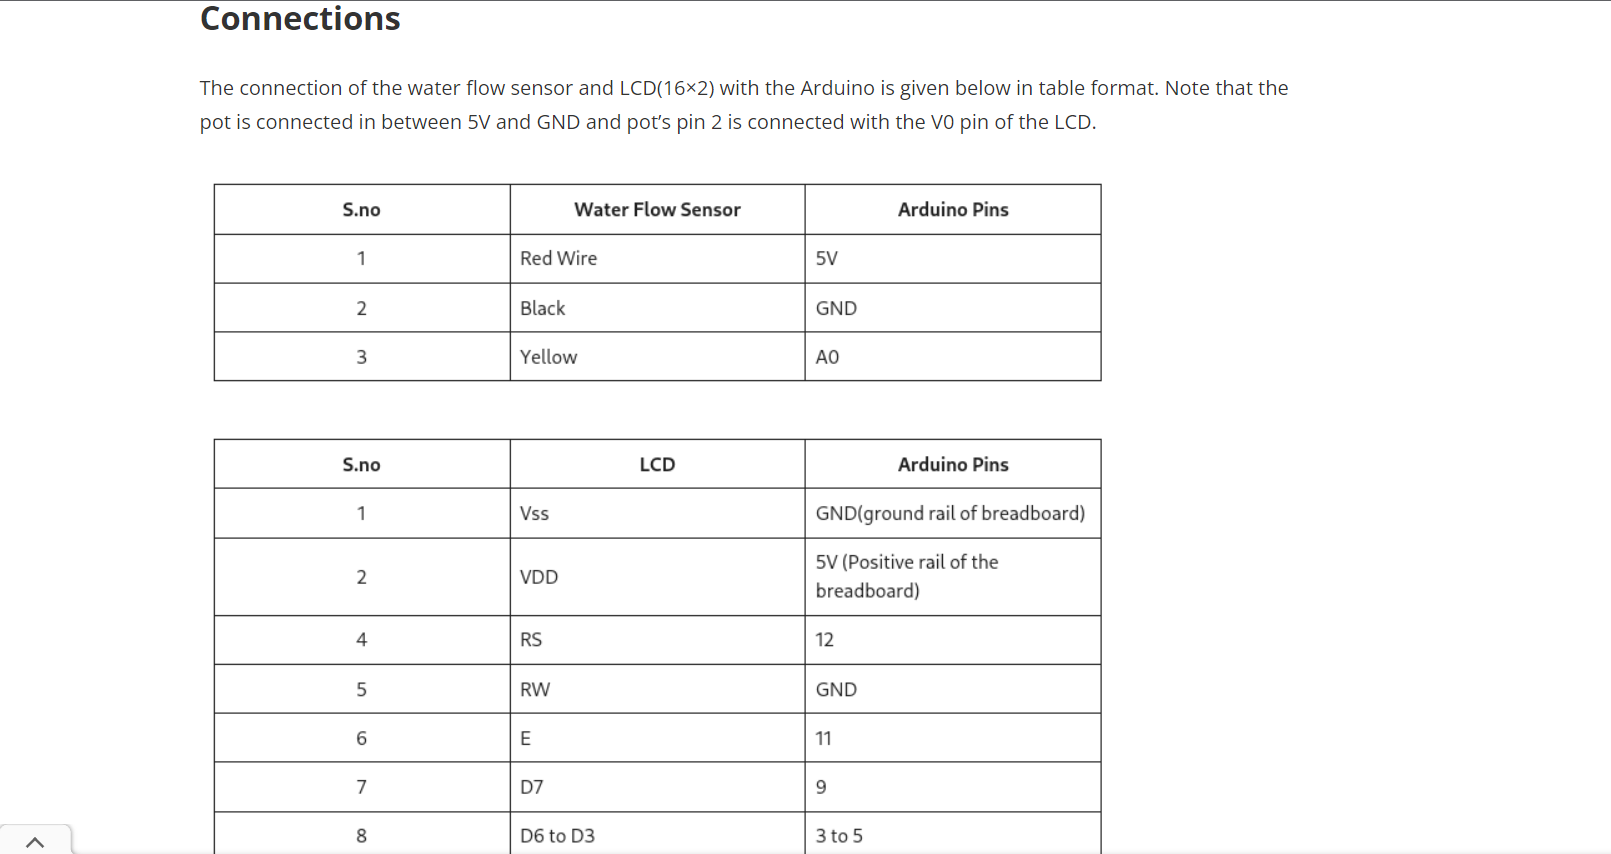 Connections
The connection of the water flow sensor and LCD(16×2) with the Arduino is given below in table format. Note that the
pot is connected in between 5V and GND and pot’s pin 2 is connected with the V0 pin of the LCD.
S.no Water Flow Sensor Arduino Pins
1 Red Wire 5V
2 Black GND
3 Yellow A0
S.no LCD Arduino Pins
1 Vss GND(ground rail of breadboard)
2 VDD 5V (Positive rail of the
breadboard)
4 RS 12
5 RW GND
6 E 11
7 D7 9
8 D6 to D3 3 to 5